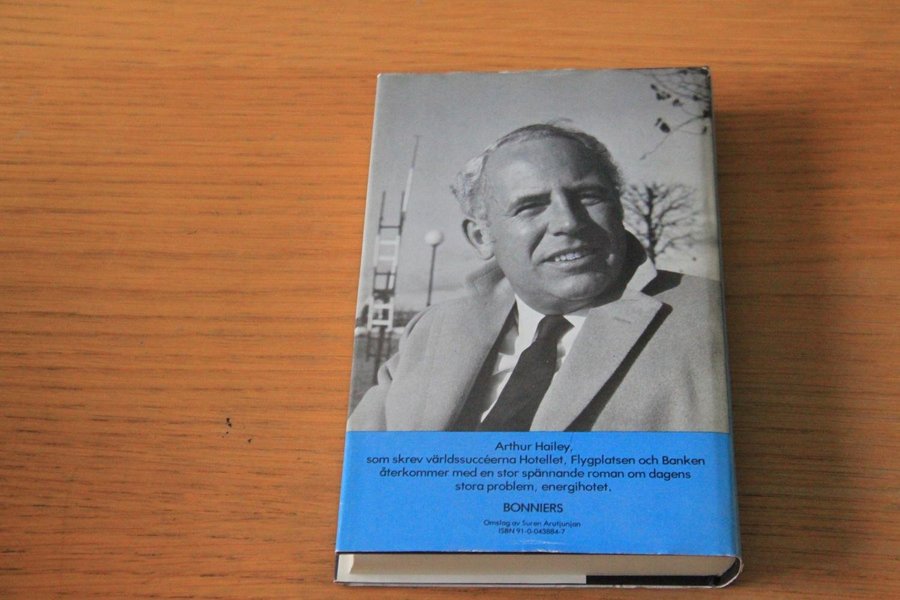 Arthur Hailey,
som skrev världssuccéerna Hotellet, Flygplatsen och Banken
återkommer med en stor spännande roman om dagens
stora problem, energihotet.
BONNIERS
Omslag av Suren Arutjunjan
ISBN 91-0-043884-7